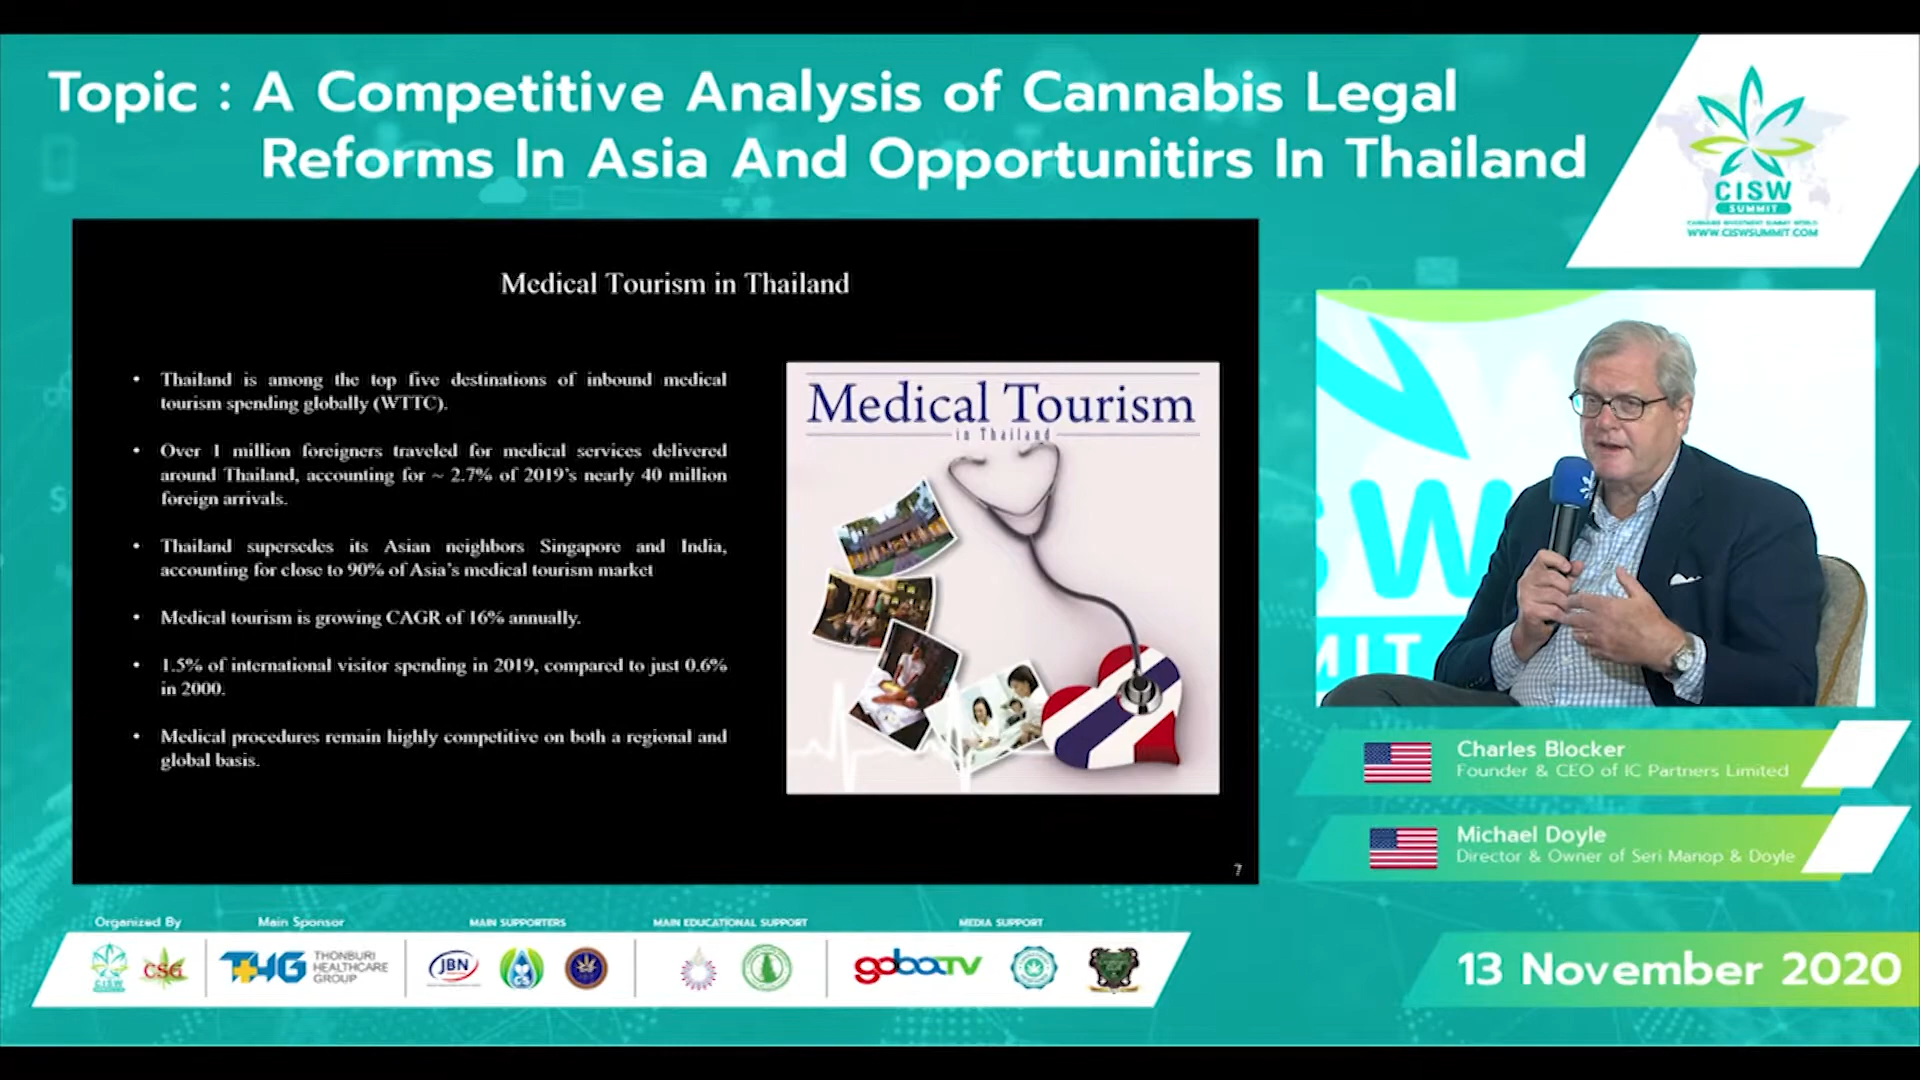 Topic : A Competitive Analysis of Cannabis Legal
Reforms In Asia And Opportunitirs In Thailand
CISW
SUMMIT
CANNABIS INVESTMENT SUMMIT WORLD
WWW.CISWSUMMIT.COM
Medical Tourism in Thailand
• Thailand is among the top five destinations of inbound medical
tourism spending globally (WTTC).
• Over 1 million foreigners traveled for medical services delivered
around Thailand, accounting for ~ 2.7% of 2019's nearly 40 million
foreign arrivals.
• Thailand supersedes its Asian neighbors Singapore and India,
accounting for close to 90% of Asia's medical tourism market
• Medical tourism is growing CAGR of 16% annually.
• 1.5% of international visitor spending in 2019, compared to just 0.6%
in 2000.
• Medical procedures remain highly competitive on both a regional and
global basis.
Medical Tourism
in Thailand
7
SW
MIT
Charles Blocker
Founder & CEO of IC Partners Limited
Michael Doyle
Director & Owner of Seri Manop & Doyle
Organized By
Main Sponsor
MAIN SUPPORTERS
MAIN EDUCATIONAL SUPPORT
MEDIA SUPPORT
CISW
CSG
THG
THONBURI
HEALTHCARE
GROUP
JBN
CS
gobaTV
13 November 2020